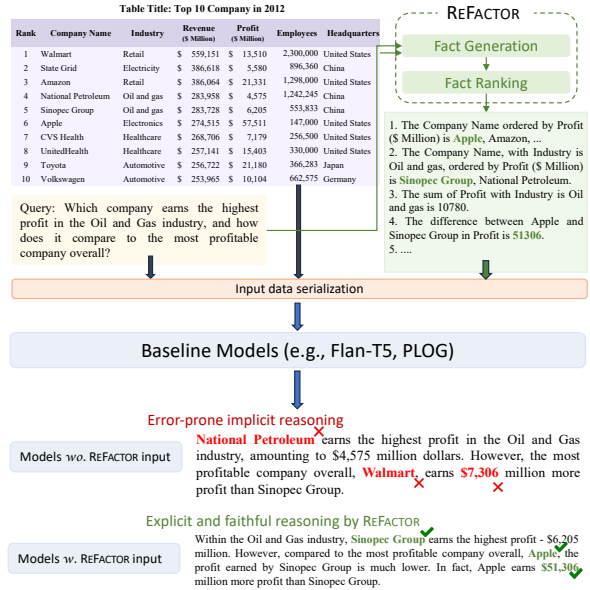 Table Title: Top 10 Company in 2012
Rank Company Name Industry Revenue ($ Million) Profit ($ Million) Employees Headquarters
1 Walmart Retail $ 559,151 $ 13,510 2,300,000 United States
2 State Grid Electricity $ 386,618 $ 5,580 896,360 China
3 Amazon Retail $ 386,064 $ 21,331 1,298,000 United States
4 National Petroleum Oil and gas $ 283,958 $ 4,575 1,242,245 China
5 Sinopec Group Oil and gas $ 283,728 $ 6,205 553,833 China
6 Apple Electronics $ 274,515 $ 57,511 147,000 United States
7 CVS Health Healthcare $ 268,706 $ 7,179 256,500 United States
8 UnitedHealth Healthcare $ 257,141 $ 15,403 330,000 United States
9 Toyota Automotive $ 256,722 $ 21,180 366,283 Japan
10 Volkswagen Automotive $ 253,965 $ 10,104 662,575 Germany
Query: Which company earns the highest
profit in the Oil and Gas industry, and how
does it compare to the most profitable
company overall?
REFACTOR
Fact Generation
Fact Ranking
1. The Company Name ordered by Profit
($ Million) is Apple, Amazon, ...
2. The Company Name, with Industry is
Oil and gas, ordered by Profit ($ Million)
is Sinopec Group, National Petroleum.
3. The sum of Profit with Industry is Oil
and gas is 10780.
4. The difference between Apple and
Sinopec Group in Profit is 51306.
5. ....
Input data serialization
Baseline Models (e.g., Flan-T5, PLOG)
Error-prone implicit reasoning
Models wo. REFACTOR input
National Petroleum earns the highest profit in the Oil and Gas
industry, amounting to $4,575 million dollars. However, the most
profitable company overall, Walmart, earns $7,306 million more
profit than Sinopec Group.
Explicit and faithful reasoning by REFACTOR
Models w. REFACTOR input
Within the Oil and Gas industry, Sinopec Group earns the highest profit - $6,205
million. However, compared to the most profitable company overall, Apple, the
profit earned by Sinopec Group is much lower. In fact, Apple earns $51,306
million more profit than Sinopec Group.